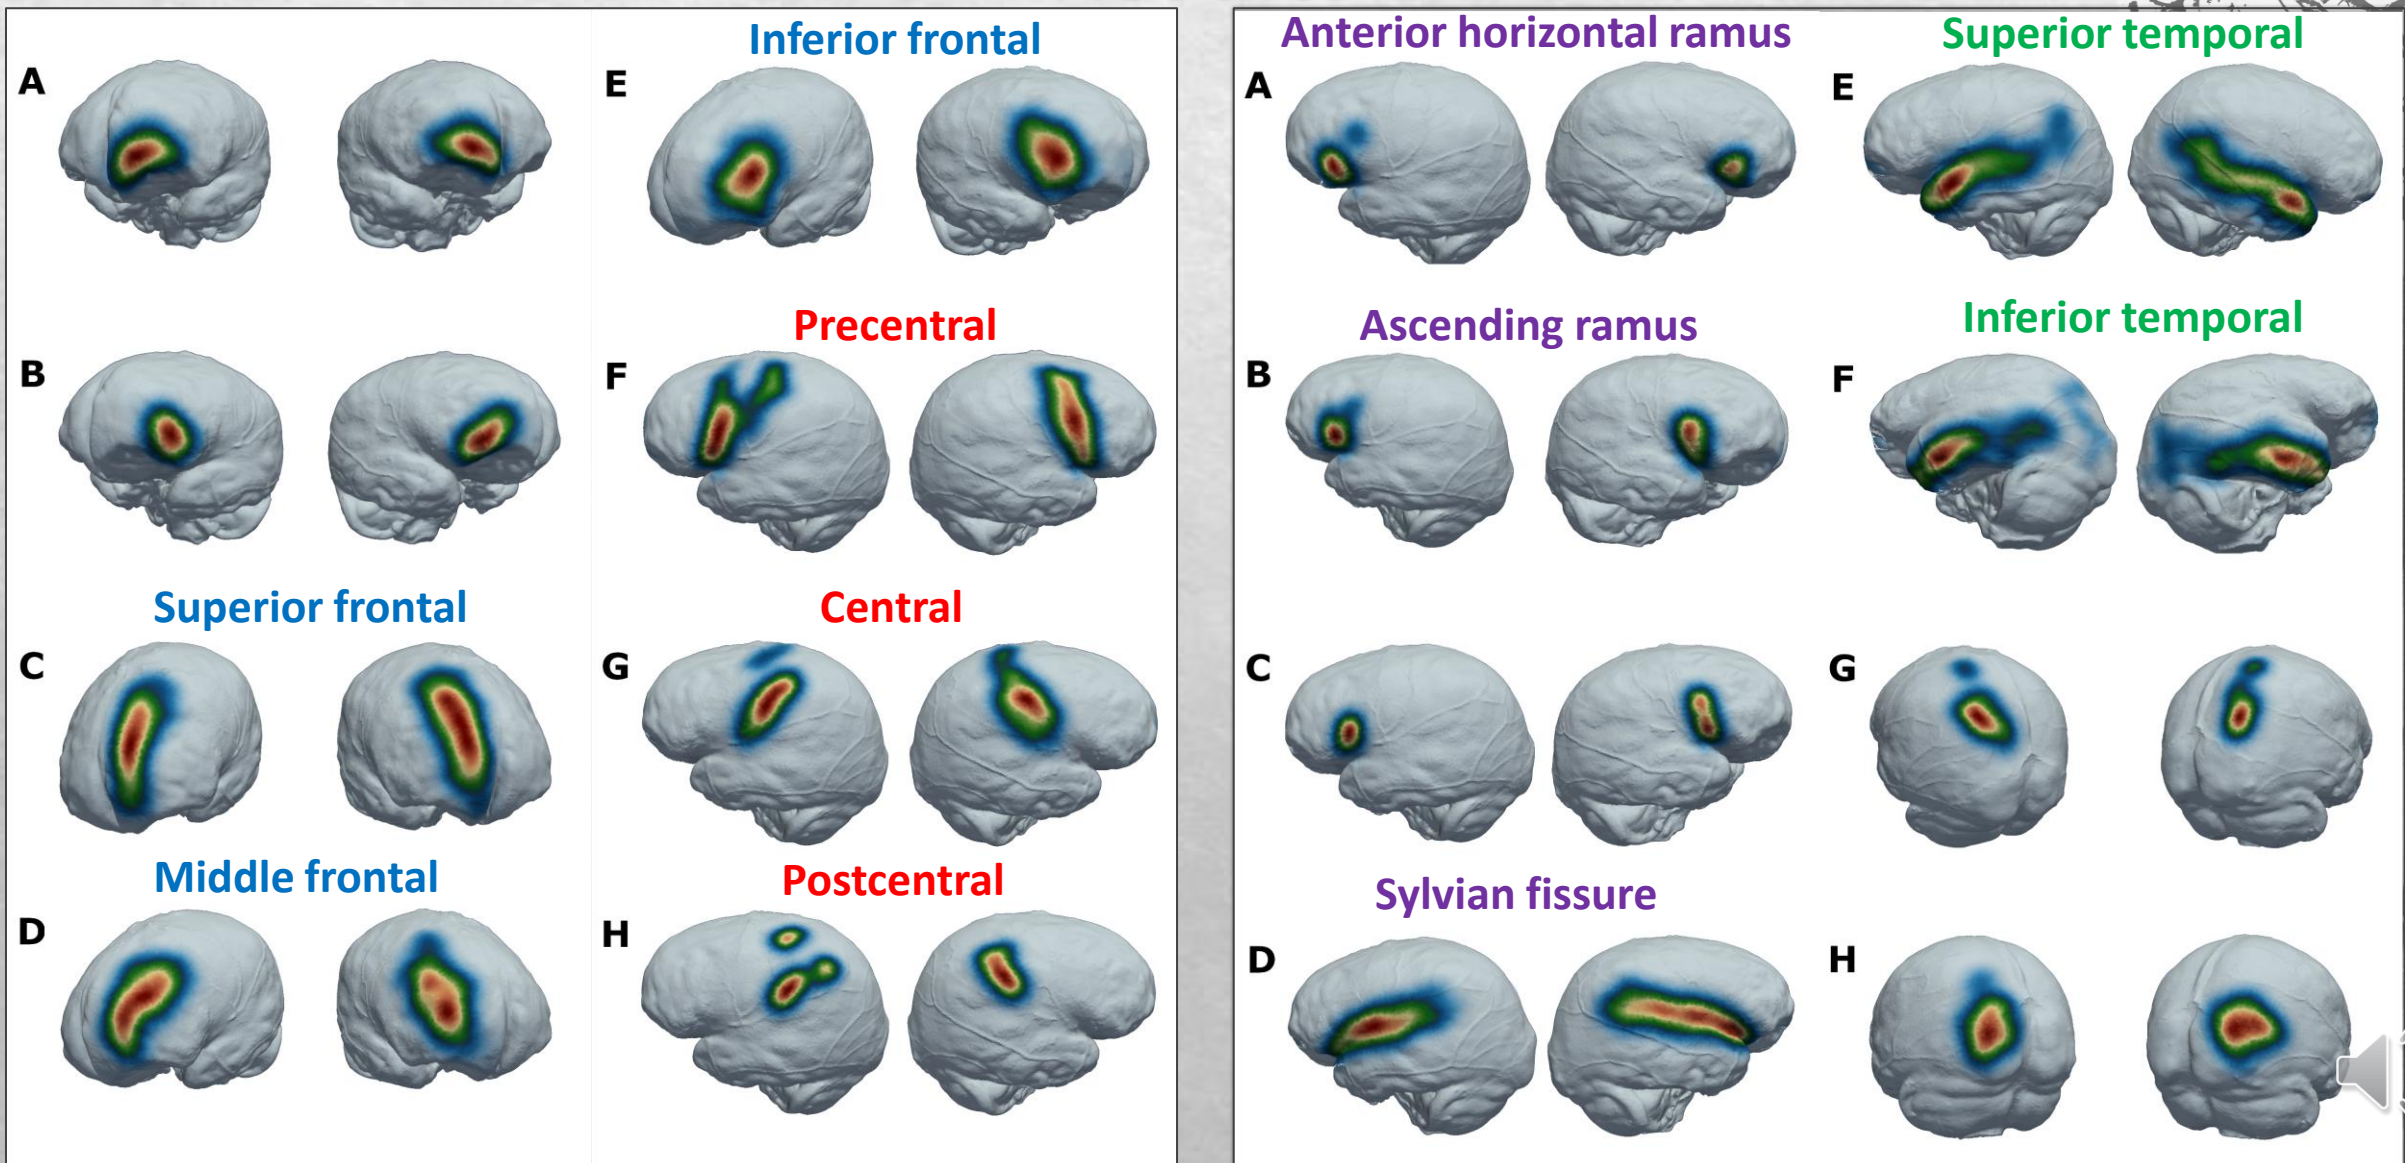 A
B
Superior frontal
C
Middle frontal
D
Inferior frontal
E
Precentral
F
Central
G
Postcentral
H
Anterior horizontal ramus
A
Ascending ramus
B
C
Sylvian fissure
D
Superior temporal
E
Inferior temporal
F
G
H